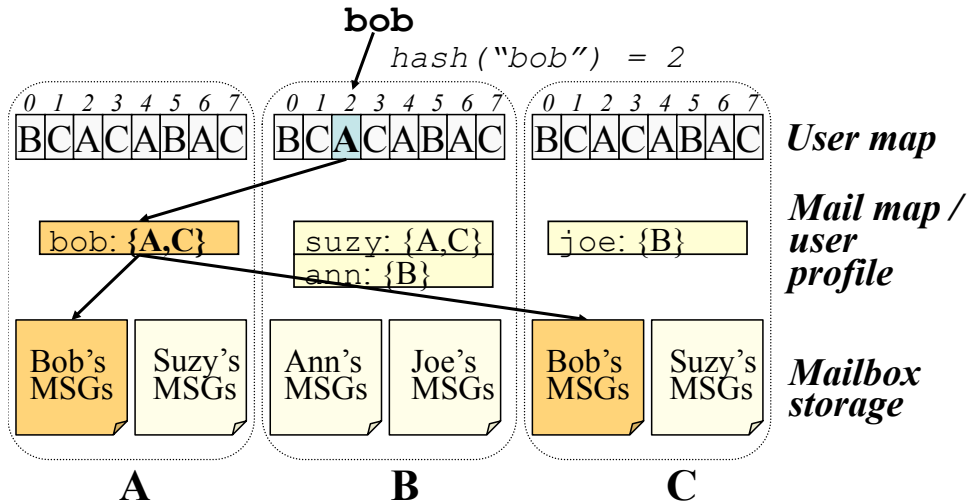 bob
hash(“bob”) = 2
0 1 2 3 4 5 6 7
B C A C A B A C
0 1 2 3 4 5 6 7
B C A C A B A C
0 1 2 3 4 5 6 7
B C A C A B A C
User map
bob: {A,C}
suzy: {A,C}
ann: {B}
joe: {B}
Mail map /
user
profile
Bob’s
MSGs
Suzy’s
MSGs
Ann’s
MSGs
Joe’s
MSGs
Bob’s
MSGs
Suzy’s
MSGs
Mailbox
storage
A
B
C